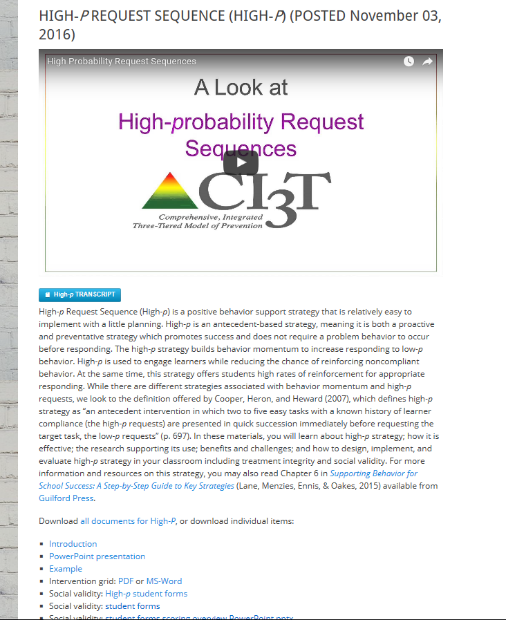 HIGH-P REQUEST SEQUENCE (HIGH-P) (POSTED November 03,
2016)
High Probability Request Sequences
A Look at
High-probability Request
Sequences
CI3T
Comprehensive, Integrated
Three-Tiered Model of Prevention
High-p TRANSCRIPT
High-p Request Sequence (High-p) is a positive behavior support strategy that is relatively easy to
implement with a little planning. High-p is an antecedent-based strategy, meaning it is both a proactive
and preventative strategy which promotes success and does not require a problem behavior to occur
before responding. The high-p strategy builds behavior momentum to increase responding to low-p
behavior. High-p is used to engage learners while reducing the chance of reinforcing noncompliant
behavior. At the same time, this strategy offers students high rates of reinforcement for appropriate
responding. While there are different strategies associated with behavior momentum and high-p
requests, we look to the definition offered by Cooper, Heron, and Heward (2007), which defines high-p
strategy as "an antecedent intervention in which two to five easy tasks with a known history of learner
compliance (the high-p requests) are presented in quick succession immediately before requesting the
target task, the low-p requests" (p. 697). In these materials, you will learn about high-p strategy; how it is
effective; the research supporting its use; benefits and challenges; and how to design, implement, and
evaluate high-p strategy in your classroom including treatment integrity and social validity. For more
information and resources on this strategy, you may also read Chapter 6 in Supporting Behavior for
School Success: A Step-by-Step Guide to Key Strategies (Lane, Menzies, Ennis, & Oakes, 2015) available from
Guilford Press.
Download all documents for High-P, or download individual items:
Introduction
PowerPoint presentation
Example
Intervention grid: PDF or MS-Word
Social validity: High-p student forms
Social validity: student forms
Social validity: student forms scoring overview PowerPoint pptx